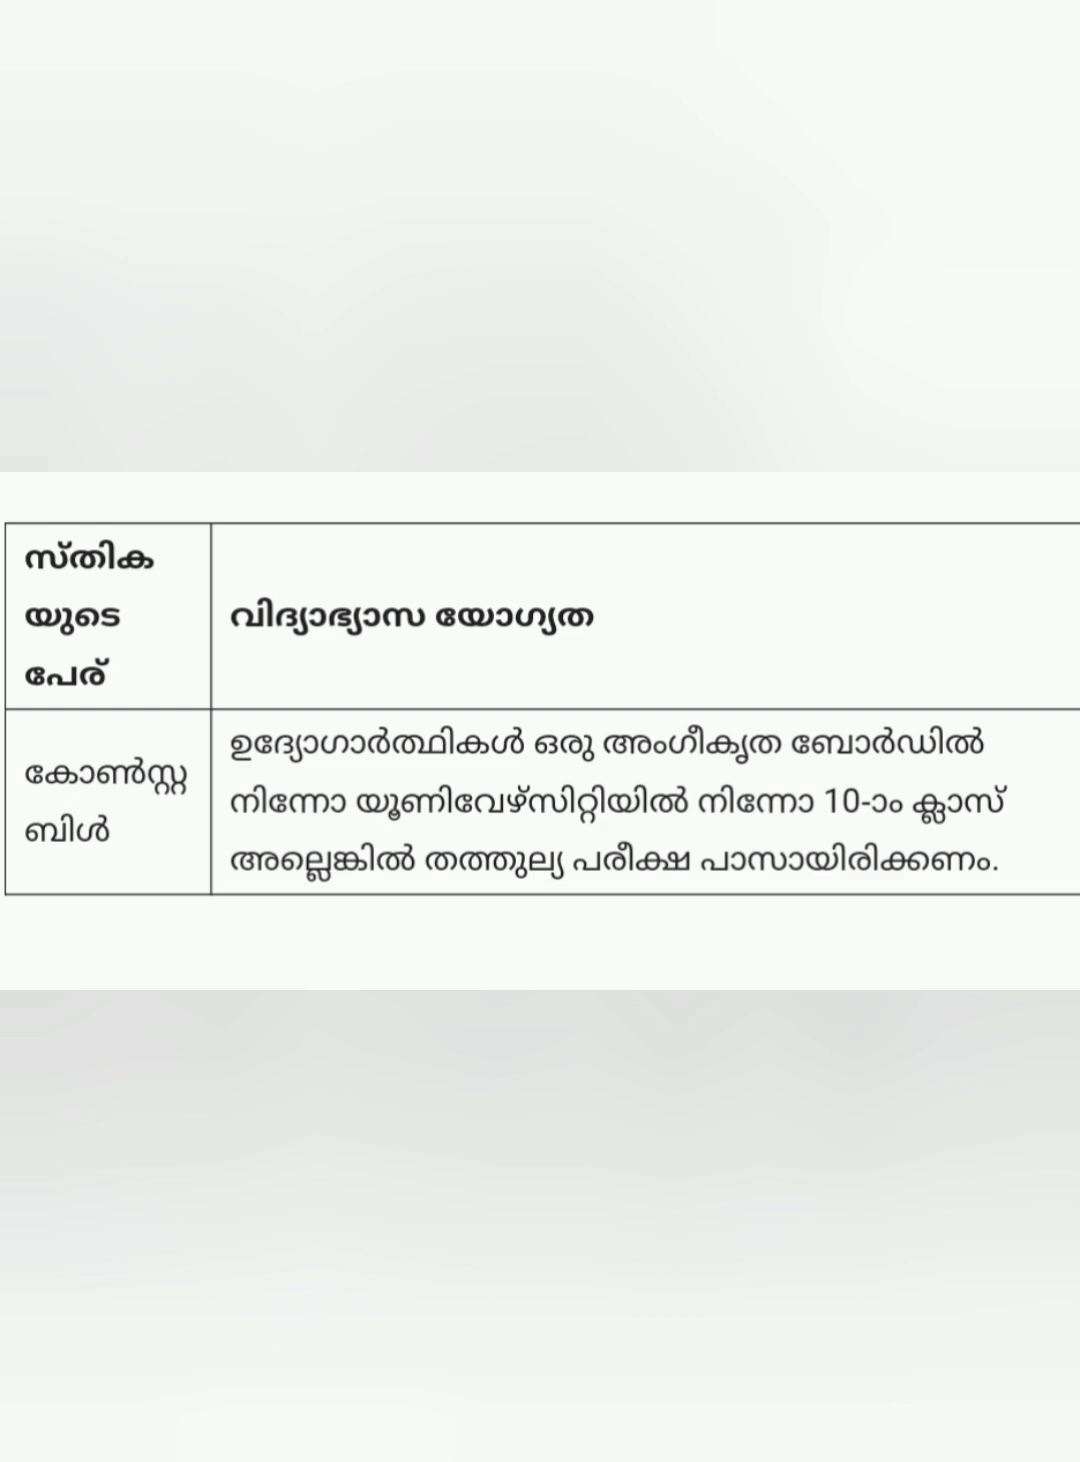 സ്തിക
യുടെ
പേര്
വിദ്യാഭ്യാസ യോഗ്യത
കോൺസ്റ്റ
ബിൾ
ഉദ്യോഗാർത്ഥികൾ ഒരു അംഗീകൃത ബോർഡിൽ
നിന്നോ യൂണിവേഴ്സിറ്റിയിൽ നിന്നോ 10-ാം ക്ലാസ്
അല്ലെങ്കിൽ തത്തുല്യ പരീക്ഷ പാസായിരിക്കണം.